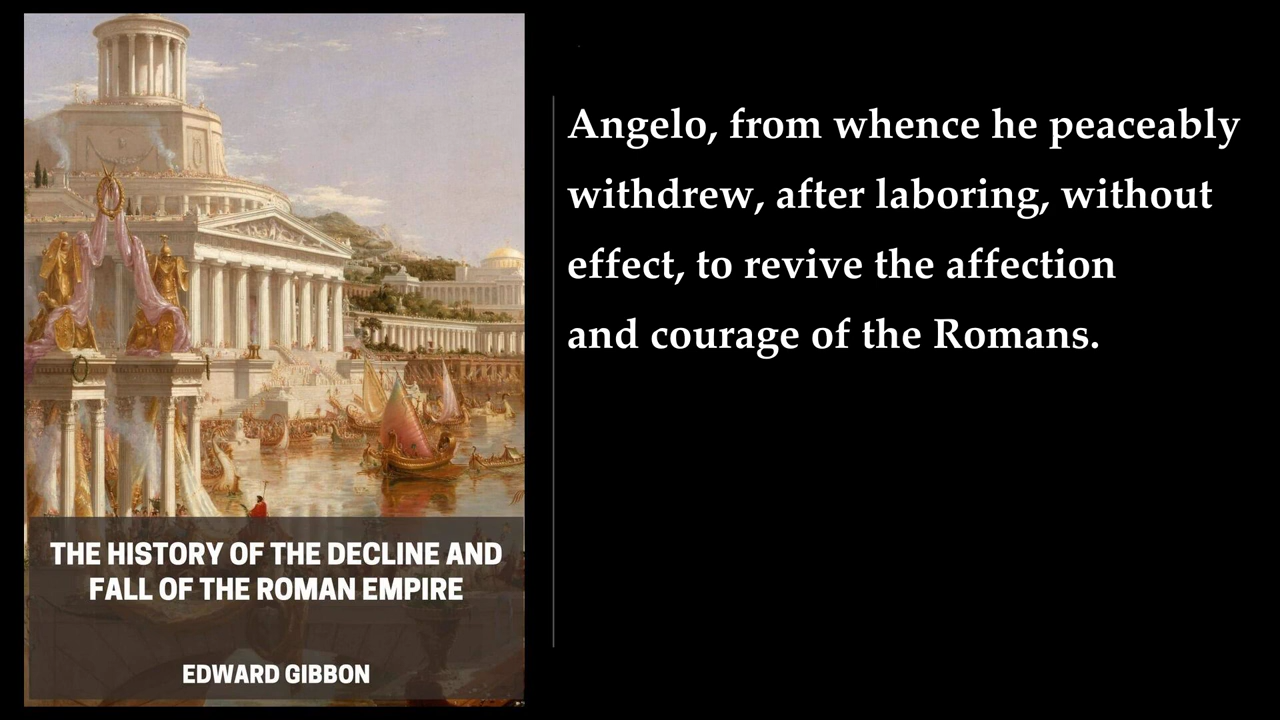 THE HISTORY OF THE DECLINE AND
FALL OF THE ROMAN EMPIRE
EDWARD GIBBON
Angelo, from whence he peaceably
withdrew, after laboring, without
effect, to revive the affection
and courage of the Romans.